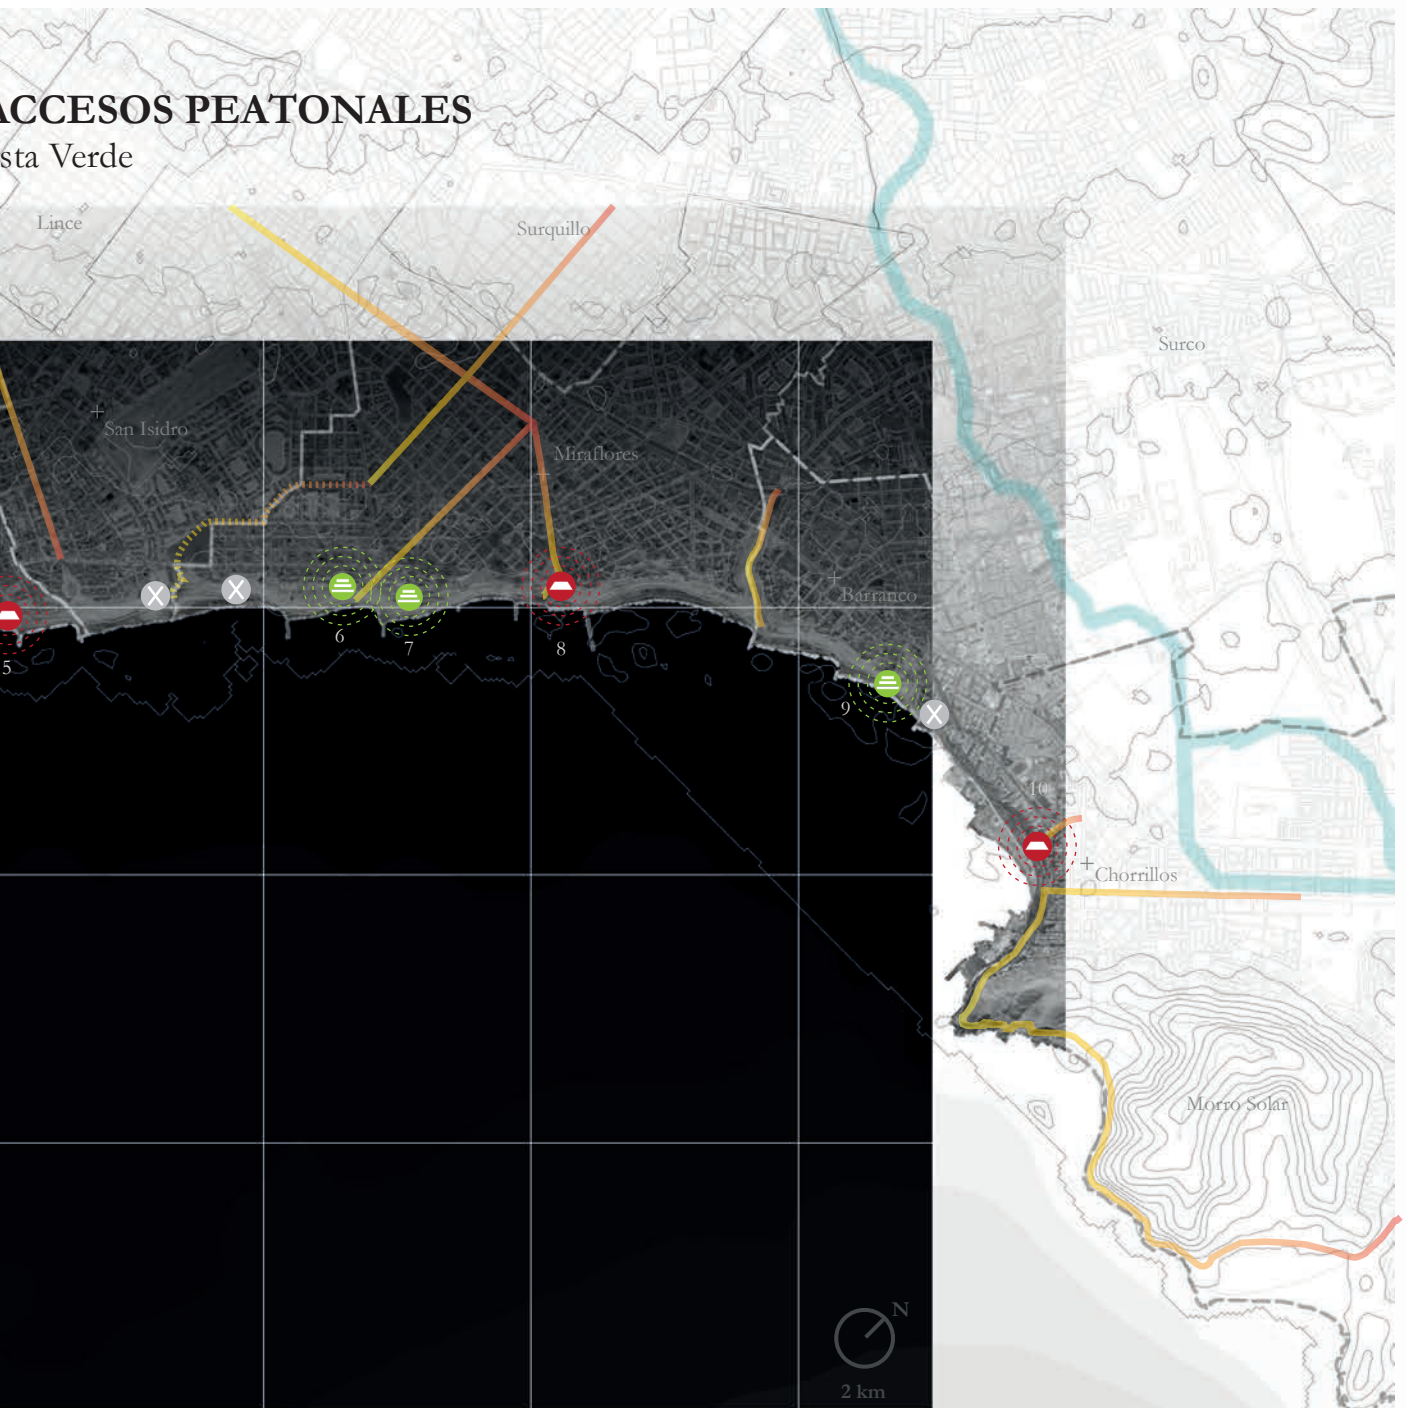 ACCESOS PEATONALES
sta Verde
Lince
Surquillo
Surco
San Isidro
Miraflores
Barranco
X
X
6
7
8
5
9
X
10
Chorrillos
Morro Solar
N
2 km